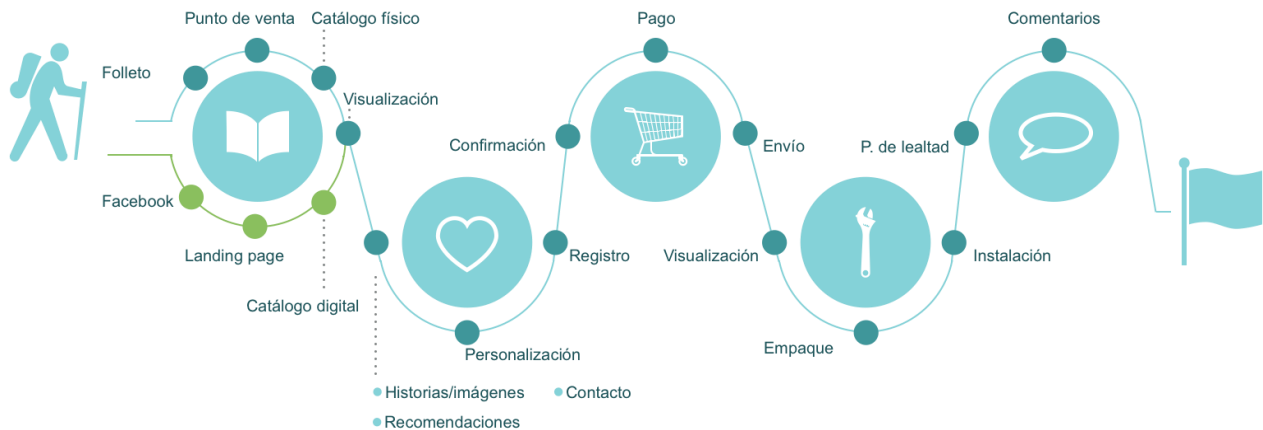 Punto de venta
Catálogo físico
Folleto
Visualización
Facebook
Landing page
Catálogo digital
Historias/imágenes
Contacto
Recomendaciones
Personalización
Registro
Confirmación
Pago
Envío
Visualización
Empaque
Instalación
P. de lealtad
Comentarios